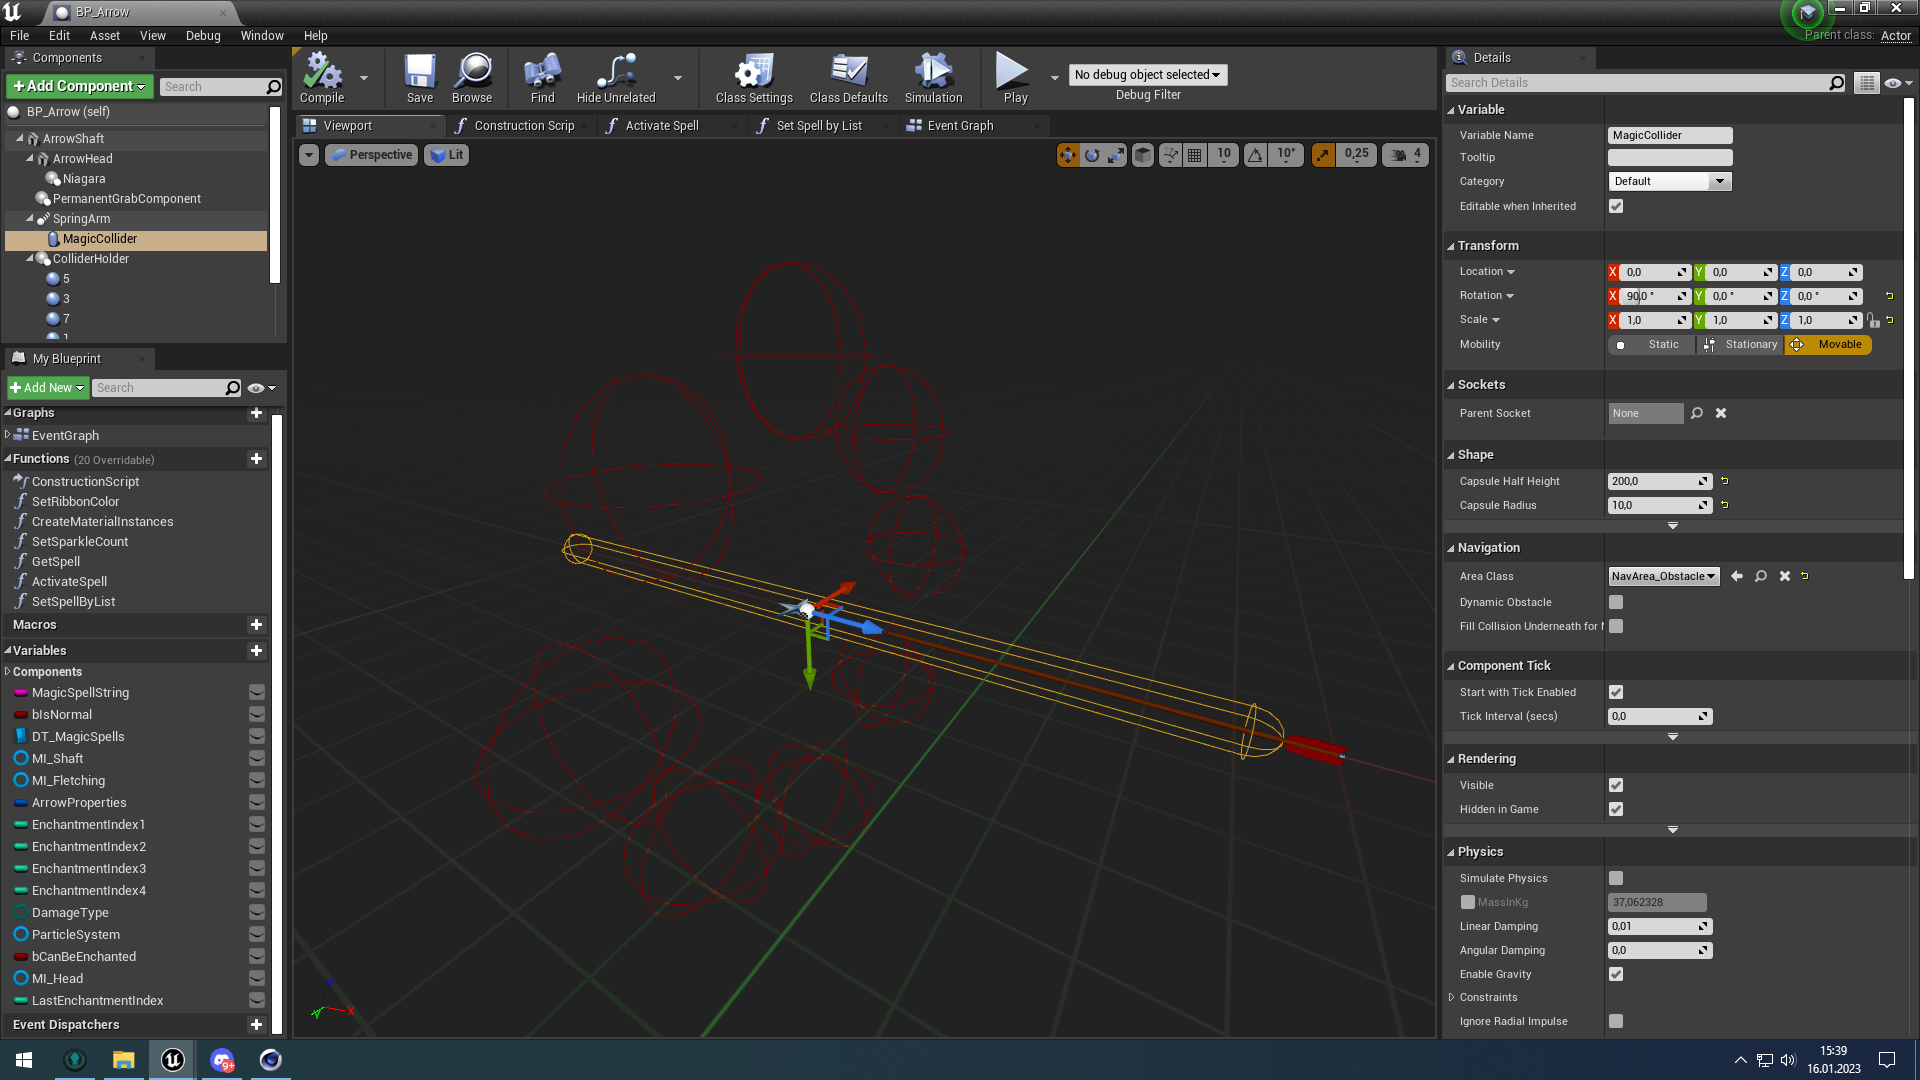 BP_Arrow
File Edit Asset View Debug Window Help
Parent class: Actor
Components
+ Add Component
Search
BP_Arrow (self)
ArrowShaft
ArrowHead
Niagara
PermanentGrabComponent
SpringArm
MagicCollider
ColliderHolder
5
3
7
My Blueprint
+ Add New
Search
Graphs
EventGraph
Functions (20 Overridable)
ConstructionScript
SetRibbonColor
CreateMaterialInstances
SetSparkleCount
GetSpell
ActivateSpell
SetSpellByList
Macros
Variables
Components
MagicSpellString
bIsNormal
DT_MagicSpells
MI_Shaft
MI_Fletching
ArrowProperties
EnchantmentIndex1
EnchantmentIndex2
EnchantmentIndex3
EnchantmentIndex4
DamageType
ParticleSystem
bCanBeEnchanted
MI_Head
LastEnchantmentIndex
Event Dispatchers
Compile Save Browse Find Hide Unrelated Class Settings Class Defaults Simulation Play
No debug object selected
Debug Filter
Viewport Construction Scrip Activate Spell Set Spell by List Event Graph
Perspective Lit 10 10° 0,25 4
Z
X
Y
Details
Search Details
Variable
Variable Name MagicCollider
Tooltip
Category Default
Editable when Inherited
Transform
Location X 0,0 Y 0,0 Z 0,0
Rotation X 90,0 ° Y 0,0 ° Z 0,0 °
Scale X 1,0 Y 1,0 Z 1,0
Mobility Static Stationary Movable
Sockets
Parent Socket None
Shape
Capsule Half Height 200,0
Capsule Radius 10,0
Navigation
Area Class NavArea_Obstacle
Dynamic Obstacle
Fill Collision Underneath for
Component Tick
Start with Tick Enabled
Tick Interval (secs) 0,0
Rendering
Visible
Hidden in Game
Physics
Simulate Physics
MassInKg 37,062328
Linear Damping 0,01
Angular Damping 0,0
Enable Gravity
Constraints
Ignore Radial Impulse
9+
15:39
16.01.2023